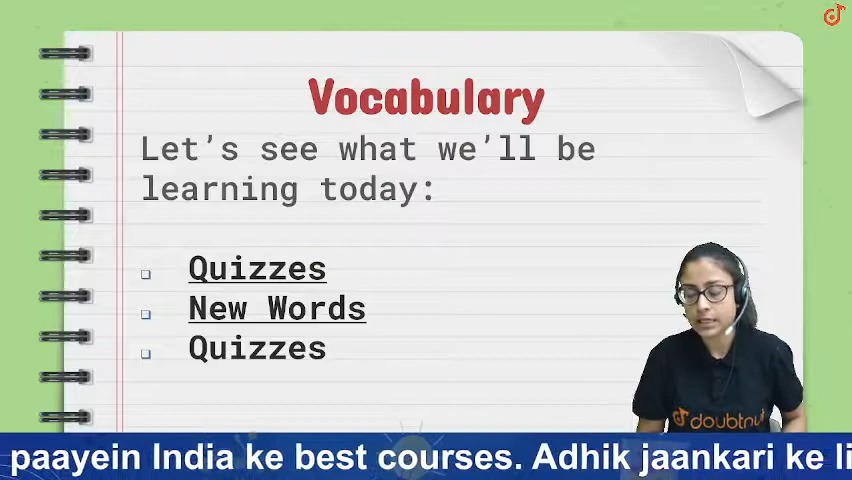 Vocabulary
Let’s see what we’ll be
learning today:
Quizzes
New Words
Quizzes
doubtnut
paayein India ke best courses. Adhik jaankari ke li